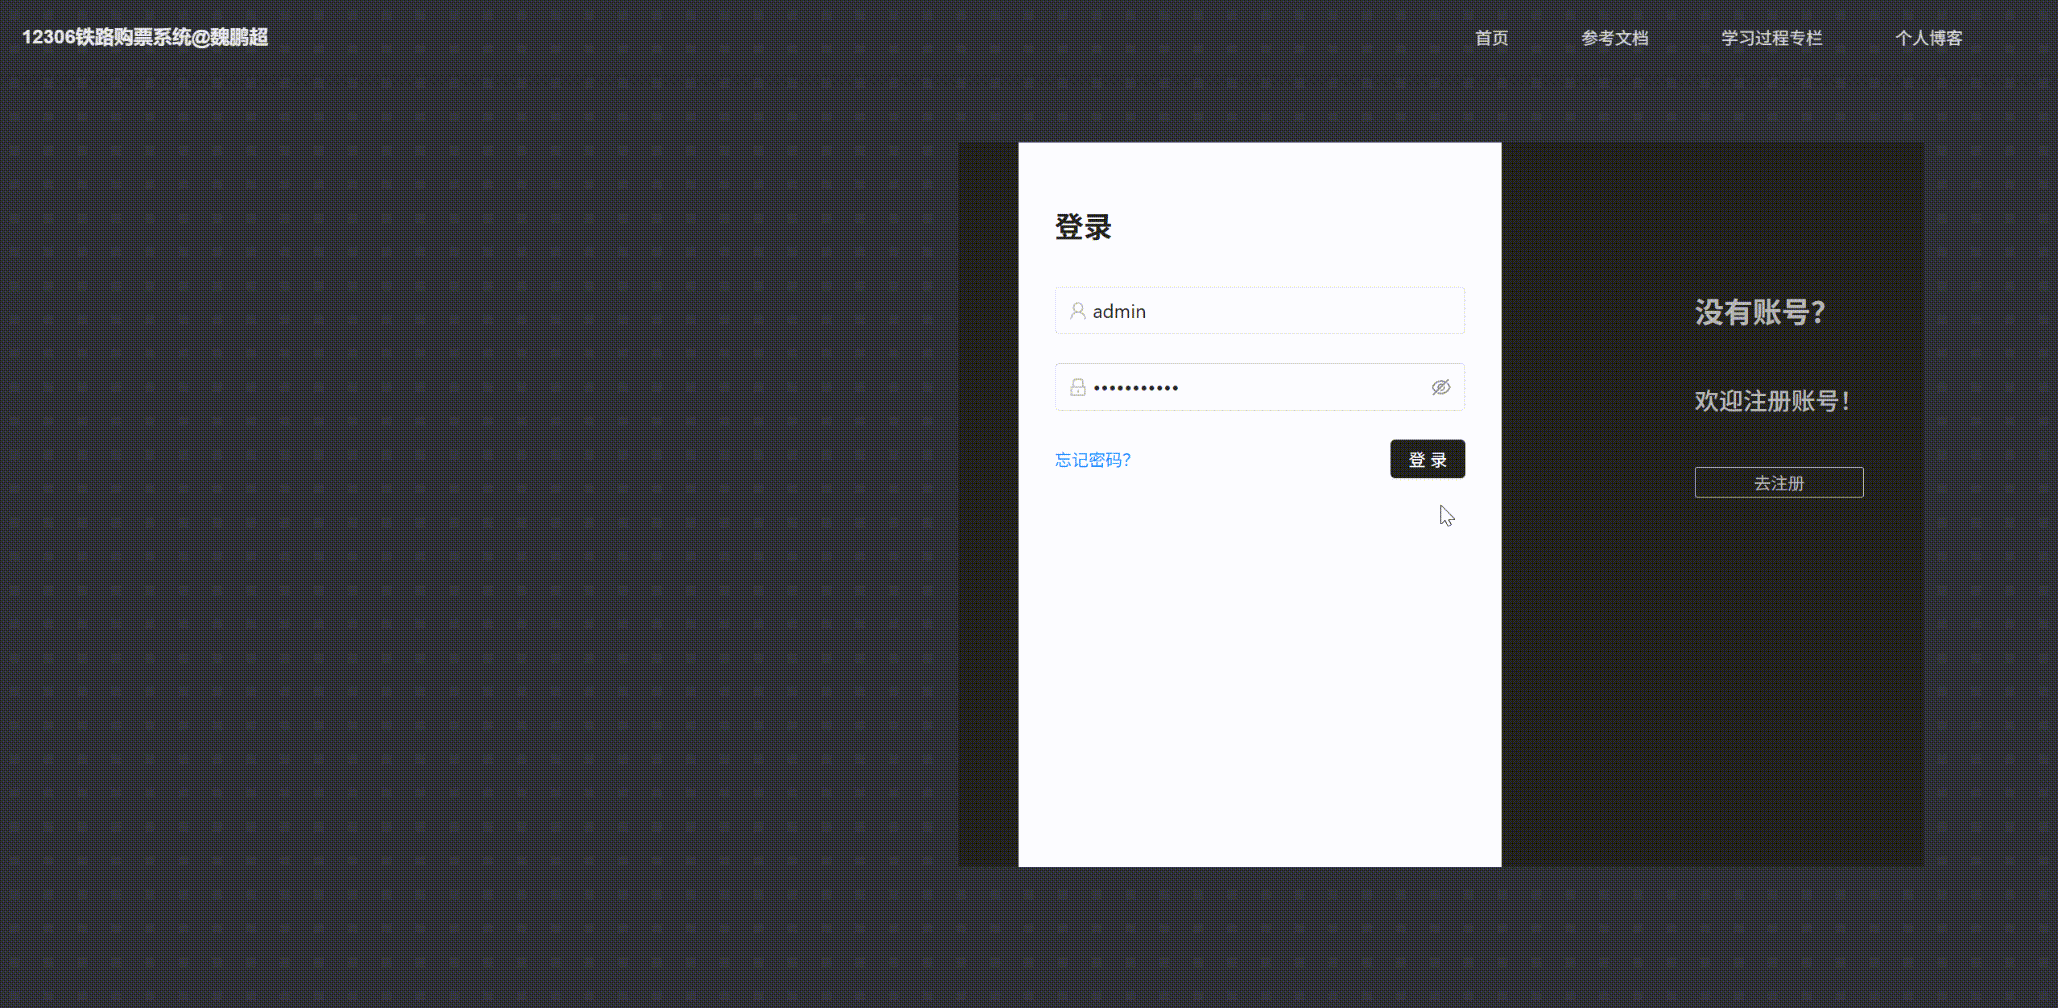 12306铁路购票系统@魏鹏超
首页 参考文档 学习过程专栏 个人博客
登录
admin
•••••••••••
忘记密码?
登 录
没有账号?
欢迎注册账号!
去注册